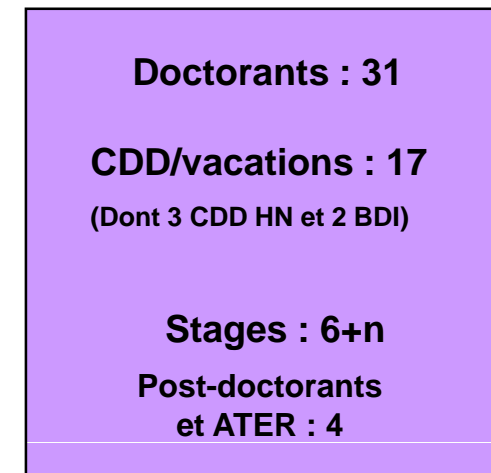 Doctorants : 31
CDD/vacations : 17
(Dont 3 CDD HN et 2 BDI)
Stages : 6+n
Post-doctorants
et ATER : 4